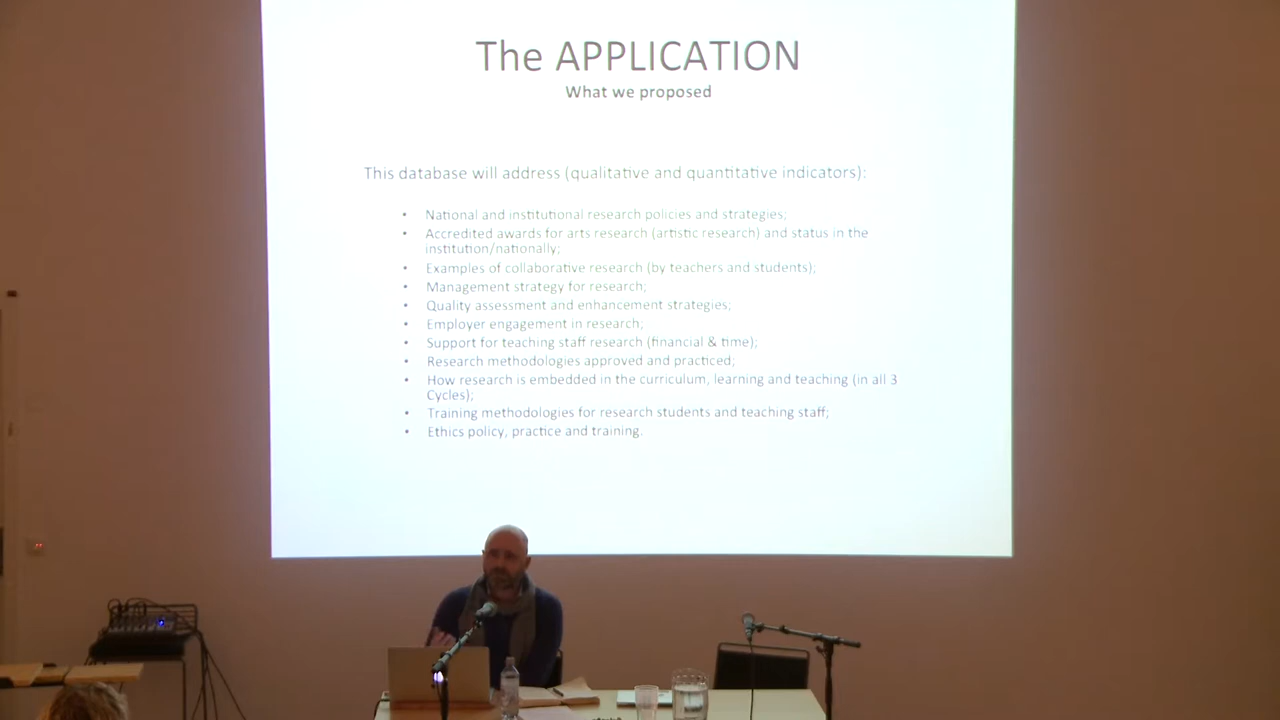 The APPLICATION
What we proposed
This database will address (qualitative and quantitative indicators):
• National and institutional research policies and strategies;
• Accredited awards for arts research (artistic research) and status in the
institution/nationally;
• Examples of collaborative research (by teachers and students);
• Management strategy for research;
• Quality assessment and enhancement strategies;
• Employer engagement in research;
• Support for teaching staff research (financial & time);
• Research methodologies approved and practiced;
• How research is embedded in the curriculum, learning and teaching (in all 3
Cycles);
• Training methodologies for research students and teaching staff;
• Ethics policy, practice and training.